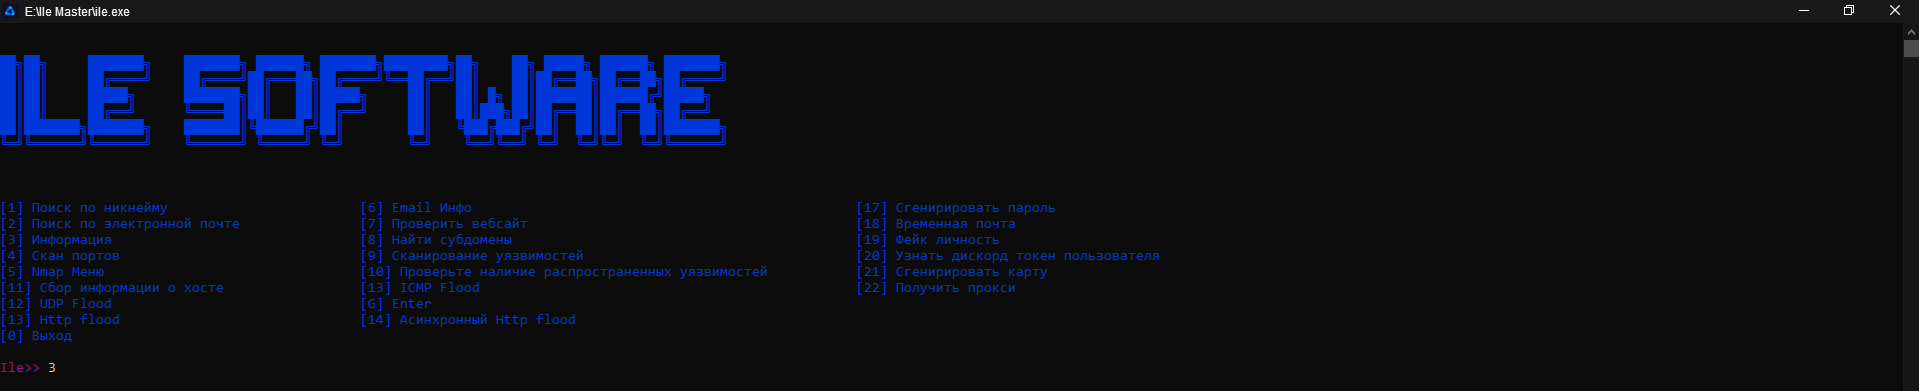 E:\Ile Master\ile.exe
ILE SOFTWARE
[1] Поиск по никнейму [6] Email Инфо [17] Сгенирировать пароль
[2] Поиск по электронной почте [7] Проверить вебсайт [18] Временная почта
[3] Информация [8] Найти субдомены [19] Фейк личность
[4] Скан портов [9] Сканирование уязвимостей [20] Узнать дискорд токен пользователя
[5] Nmap Меню [10] Проверьте наличие распространенных уязвимостей [21] Сгенирировать карту
[11] Сбор информации о хосте [13] ICMP Flood [22] Получить прокси
[12] UDP Flood [G] Enter
[13] Http flood [14] Асинхронный Http flood
[0] Выход
Ile>> 3